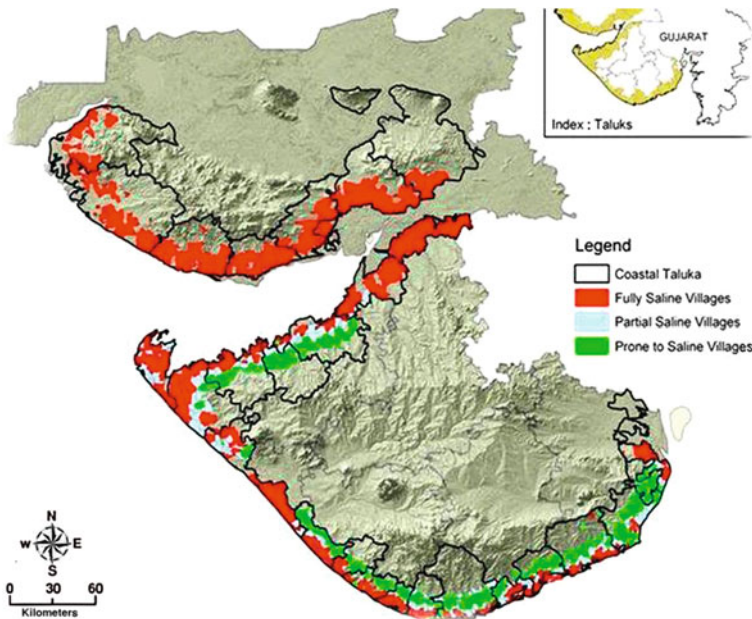 GUJARAT
Index : Taluks
Legend
Coastal Taluka
Fully Saline Villages
Partial Saline Villages
Prone to Saline Villages
N
W E
S
0 30 60
Kilometers